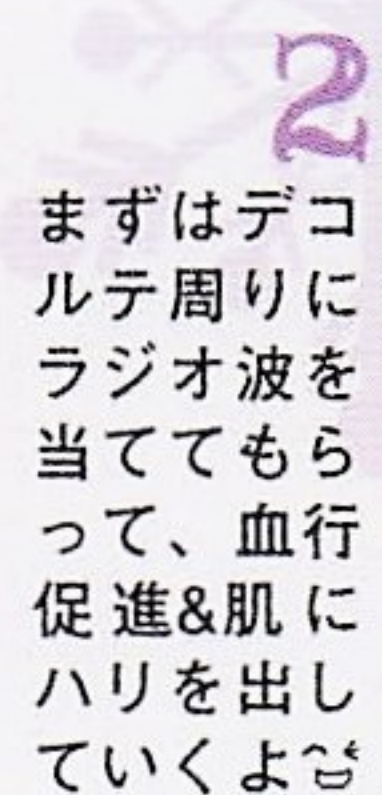 2
まずはデコ
ルテ周りに
ラジオ波を
当ててもら
って、血行
促進&肌に
ハリを出し
ていくよ